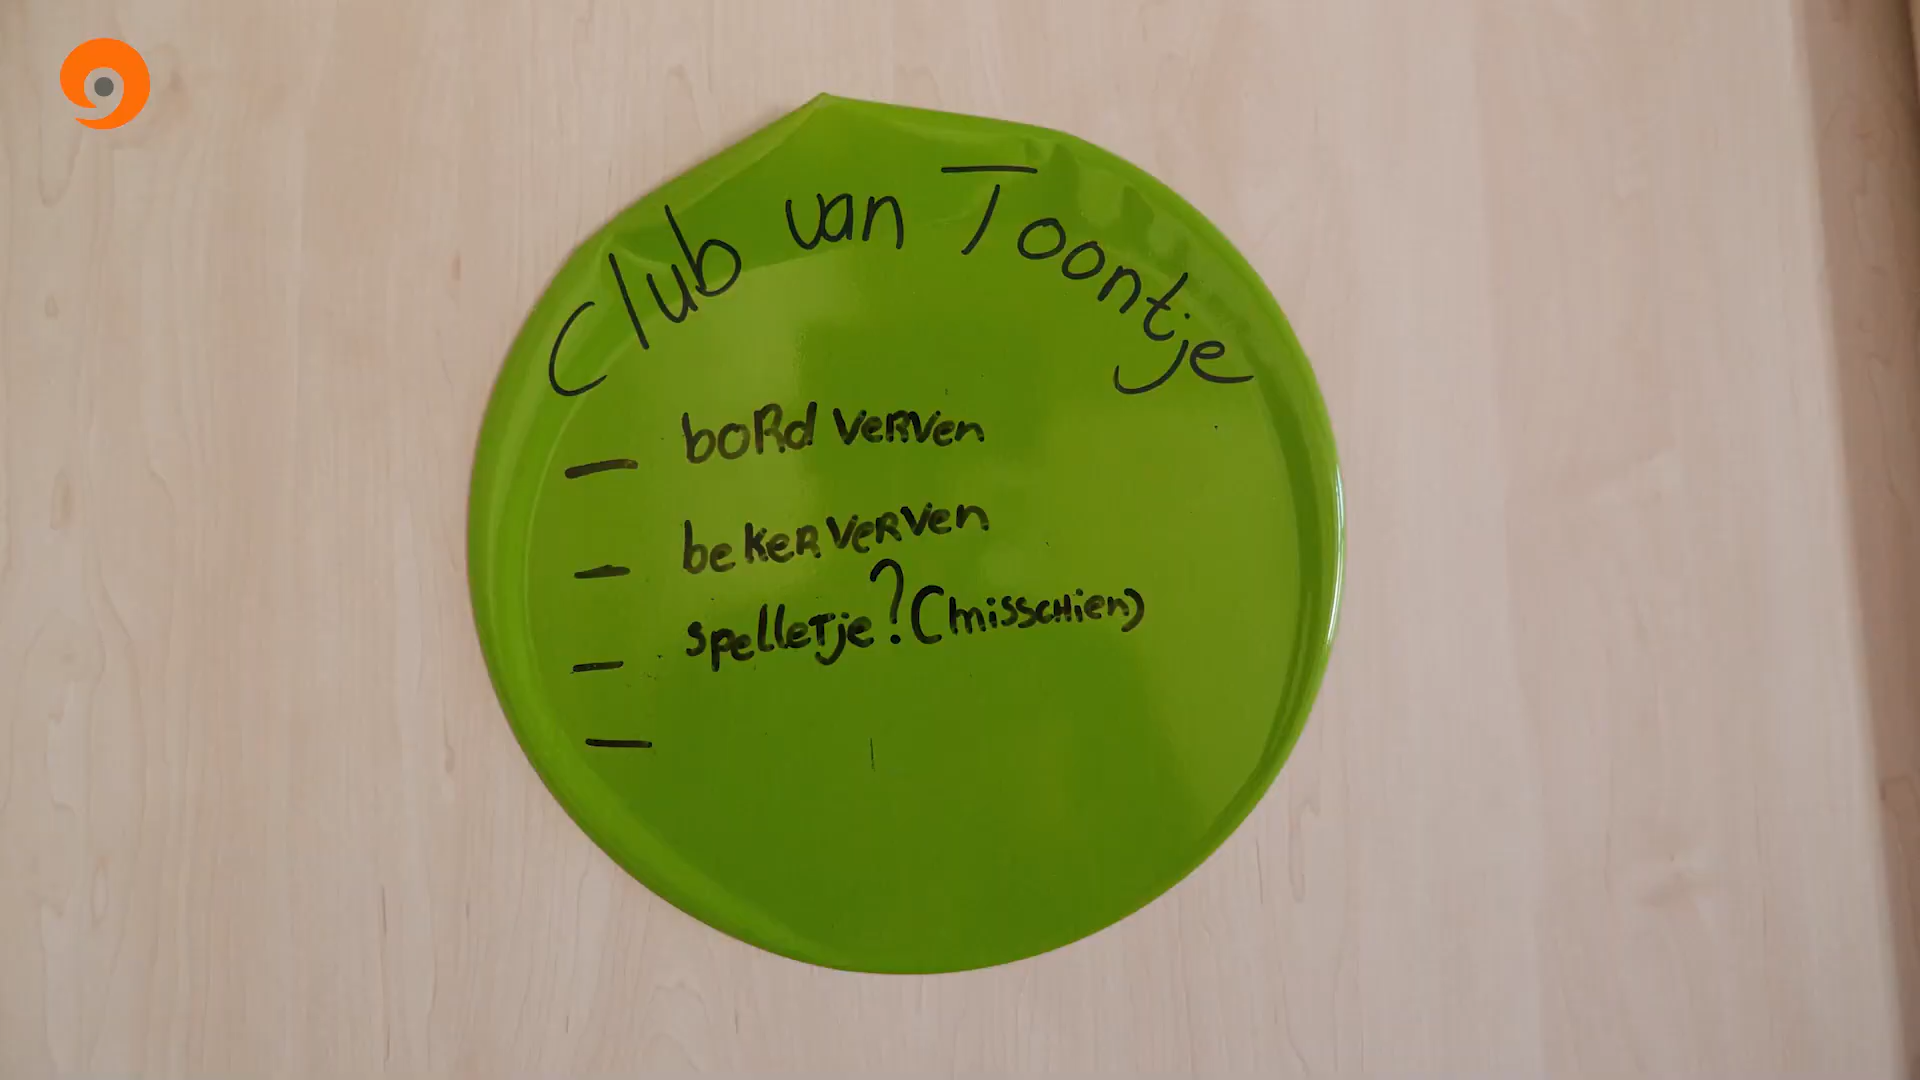 Club van Toontje
— bord verven
— beker verven
— spelletje? (misschien)
—